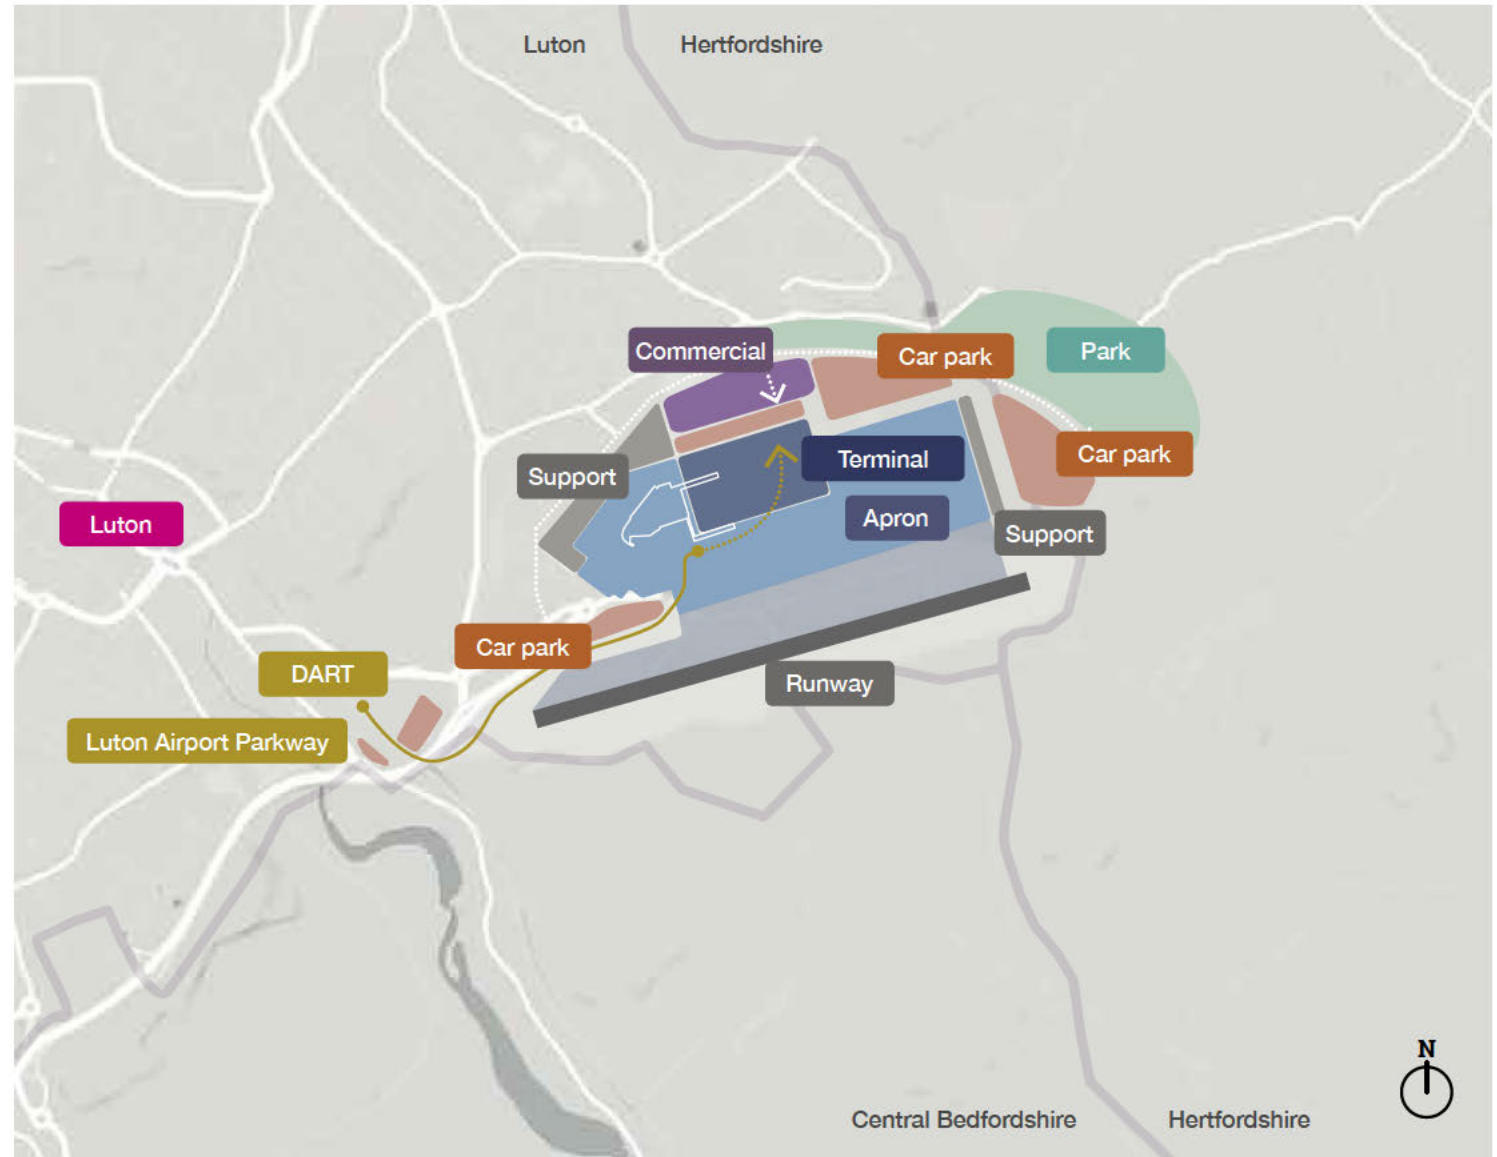 Luton
Hertfordshire
Commercial
Car park
Park
Support
Terminal
Car park
Apron
Luton
Support
Car park
DART
Runway
Luton Airport Parkway
N
Central Bedfordshire
Hertfordshire